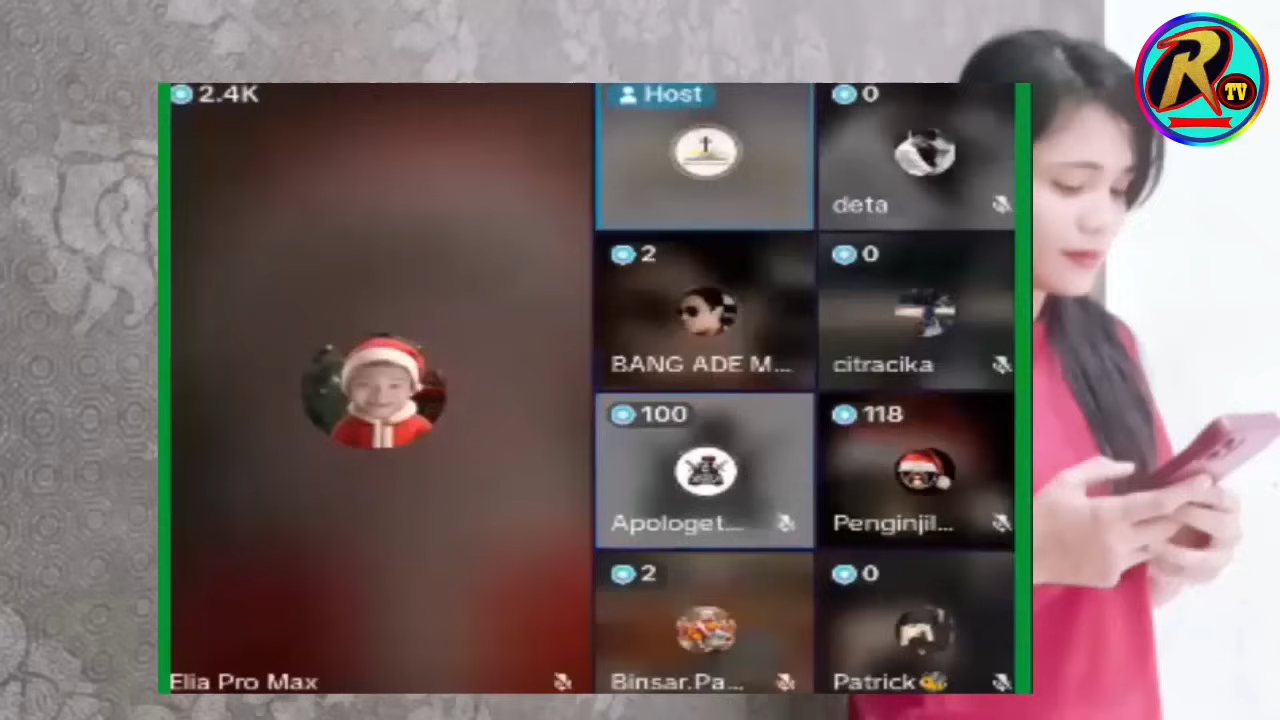 R
TV
2.4K
Host
0
deta
2
BANG ADE M...
0
citracika
100
Apologet...
118
Penginjil...
Elia Pro Max
2
Binsar.Pa...
0
Patrick